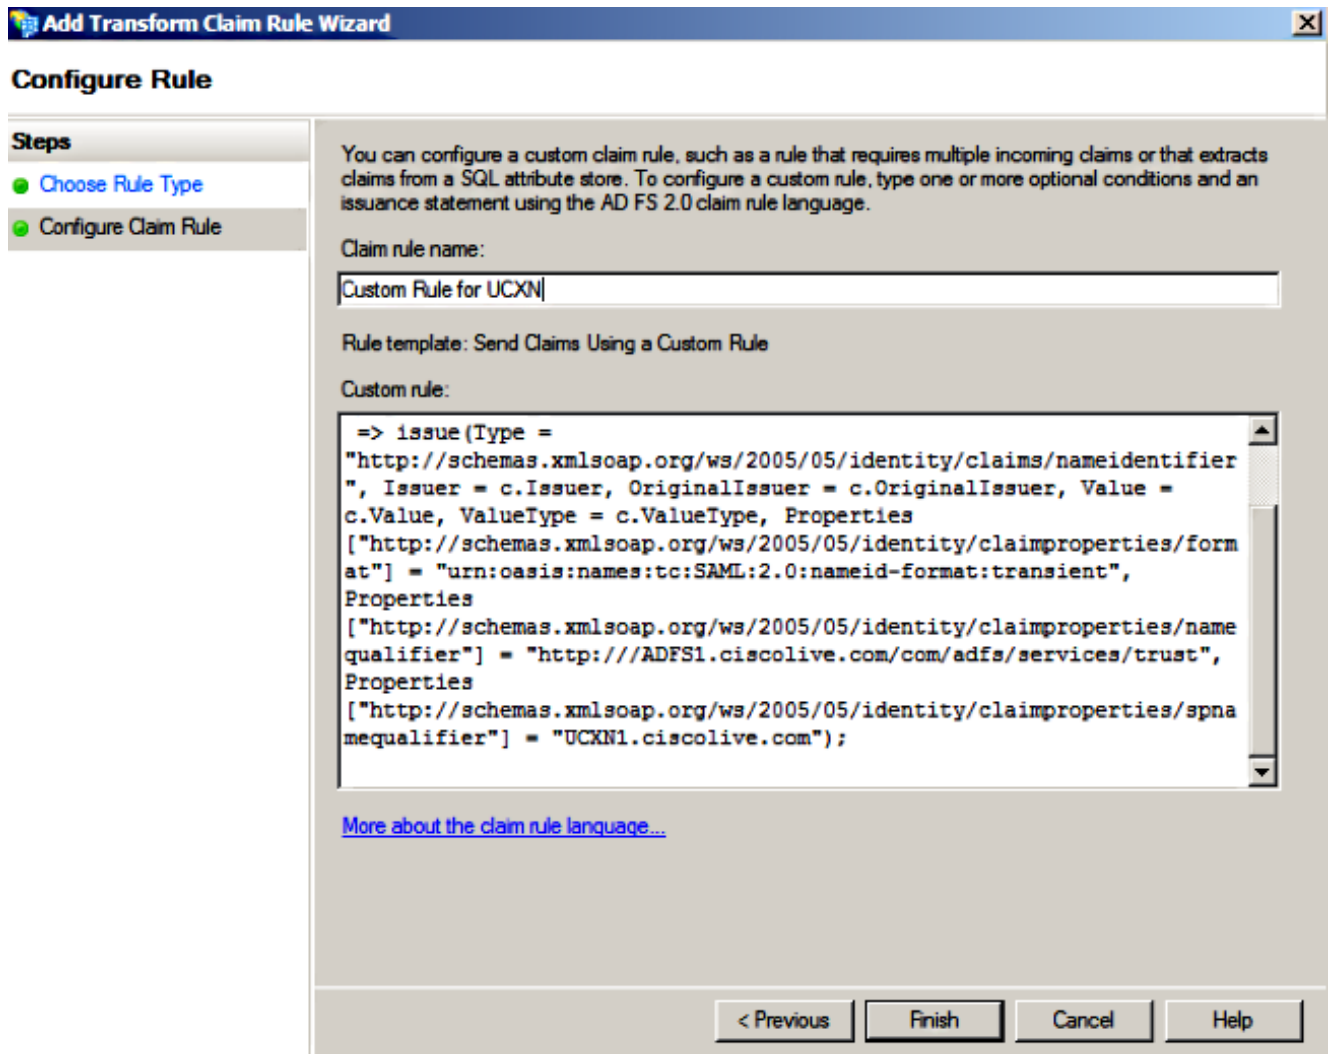 Add Transform Claim Rule Wizard
Configure Rule
Steps
Choose Rule Type
Configure Claim Rule
You can configure a custom claim rule, such as a rule that requires multiple incoming claims or that extracts
claims from a SQL attribute store. To configure a custom rule, type one or more optional conditions and an
issuance statement using the AD FS 2.0 claim rule language.
Claim rule name:
Custom Rule for UCXN
Rule template: Send Claims Using a Custom Rule
Custom rule:
=> issue(Type =
"http://schemas.xmlsoap.org/ws/2005/05/identity/claims/nameidentifier
", Issuer = c.Issuer, OriginalIssuer = c.OriginalIssuer, Value =
c.Value, ValueType = c.ValueType, Properties
["http://schemas.xmlsoap.org/ws/2005/05/identity/claimproperties/form
at"] = "urn:oasis:names:tc:SAML:2.0:nameid-format:transient",
Properties
["http://schemas.xmlsoap.org/ws/2005/05/identity/claimproperties/name
qualifier"] = "http:///ADFS1.ciscolive.com/com/adfs/services/trust",
Properties
["http://schemas.xmlsoap.org/ws/2005/05/identity/claimproperties/spna
mequalifier"] = "UCXN1.ciscolive.com");
More about the claim rule language...
< Previous
Finish
Cancel
Help